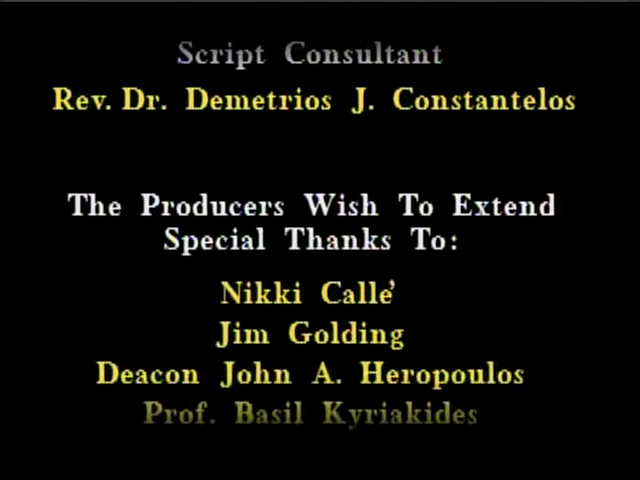 Script Consultant
Rev. Dr. Demetrios J. Constantelos
The Producers Wish To Extend
Special Thanks To:
Nikki Calle'
Jim Golding
Deacon John A. Heropoulos
Prof. Basil Kyriakides